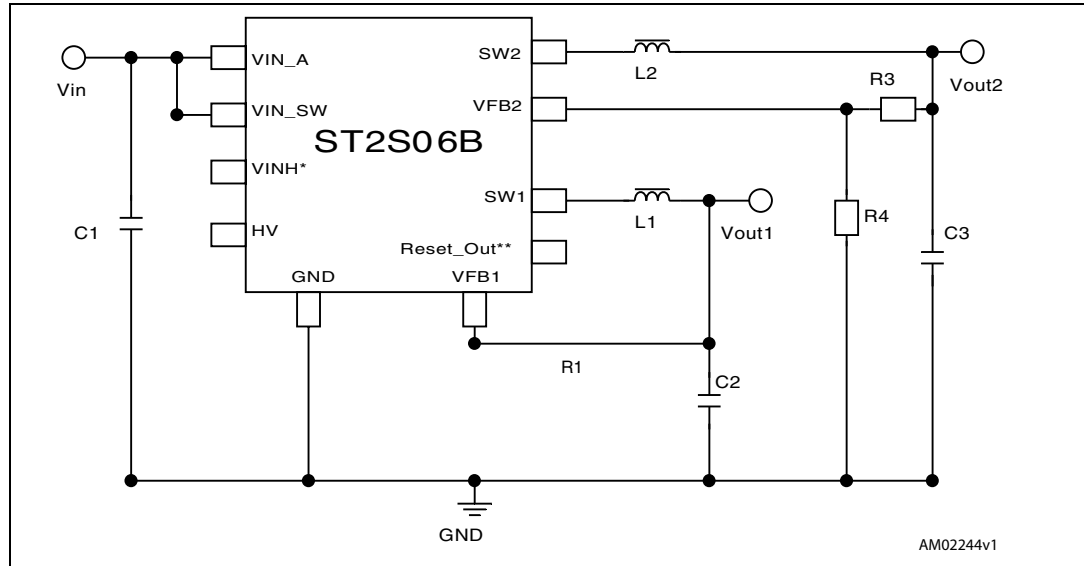 Vin
C1
VIN_A
VIN_SW
VINH*
HV
GND
ST2S06B
SW2
VFB2
SW1
Reset_Out**
VFB1
L2
Vout2
R3
L1
Vout1
R4
C3
R1
C2
GND
AM02244v1